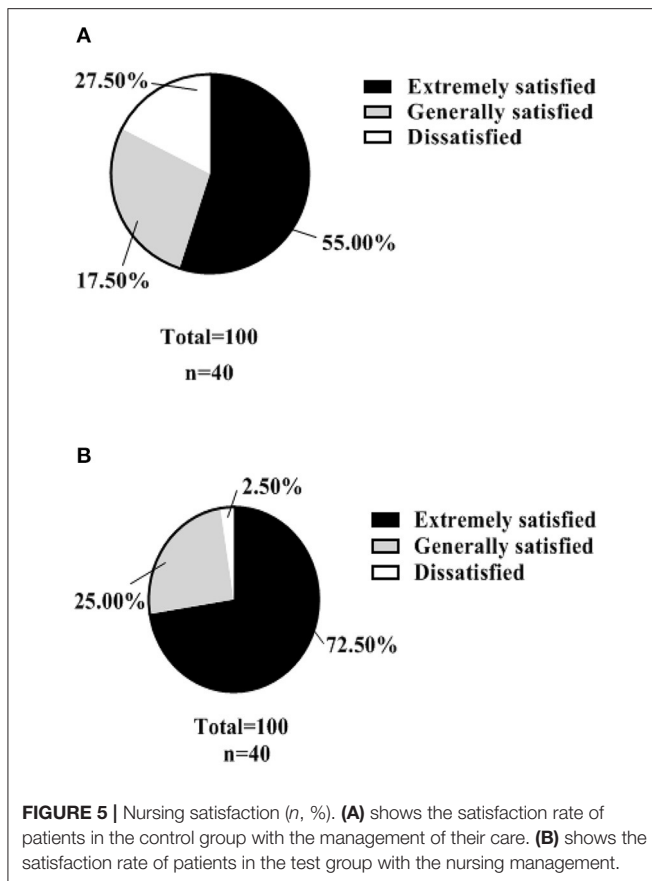 A
27.50%
Extremely satisfied
Generally satisfied
Dissatisfied
55.00%
17.50%
Total=100
n=40
B
2.50%
Extremely satisfied
Generally satisfied
Dissatisfied
25.00%
72.50%
Total=100
n=40
FIGURE 5 | Nursing satisfaction (n, %). (A) shows the satisfaction rate of
patients in the control group with the management of their care. (B) shows the
satisfaction rate of patients in the test group with the nursing management.